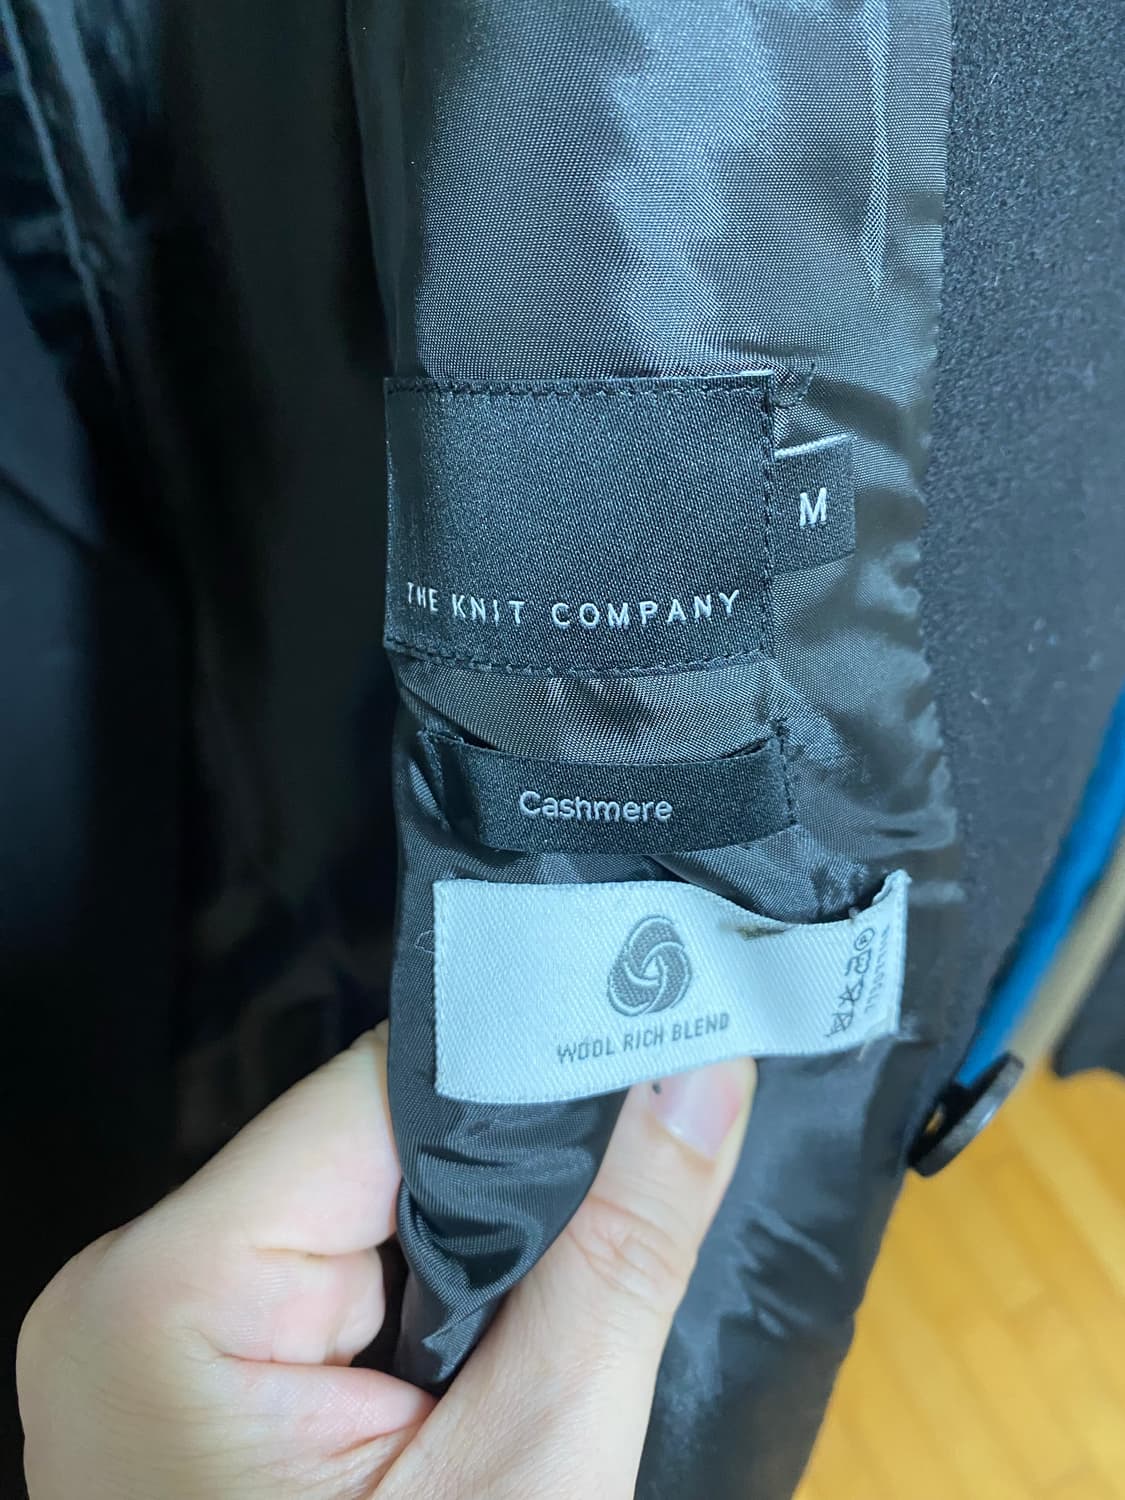 M
THE KNIT COMPANY
Cashmere
WOOL RICH BLEND